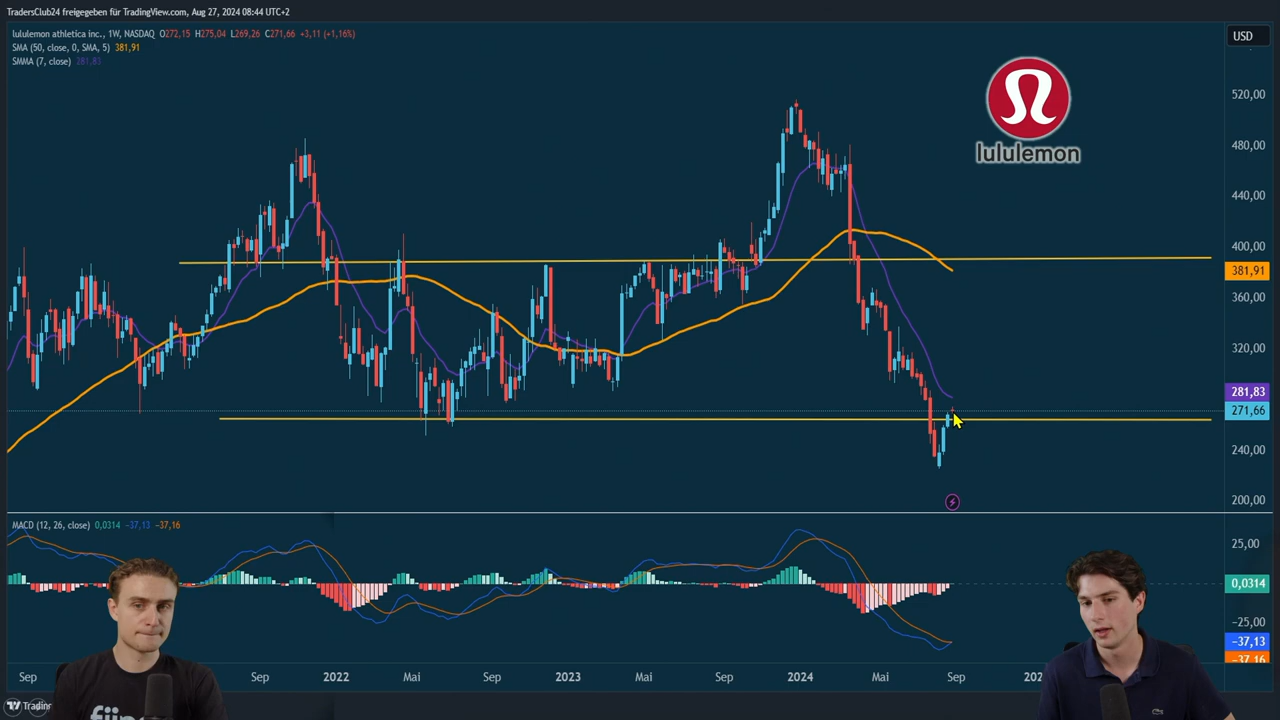 TradersClub24 freigegeben für TradingView.com, Aug 27, 2024 08:44 UTC+2
lululemon athletica inc., 1W, NASDAQ O272,15 H275,04 L269,26 C271,66 +3,11 (+1,16%)
SMA (50, close, 0, SMA, 5) 381,91
SMMA (7, close) 281,83
USD
lululemon
520,00
480,00
440,00
400,00
381,91
360,00
320,00
281,83
271,66
240,00
200,00
MACD (12, 26, close) 0,0314 −37,13 −37,16
25,00
0,0314
−25,00
−37,13
−37,16
Sep
Sep
2022
Mai
Sep
2023
Mai
Sep
2024
Mai
Sep